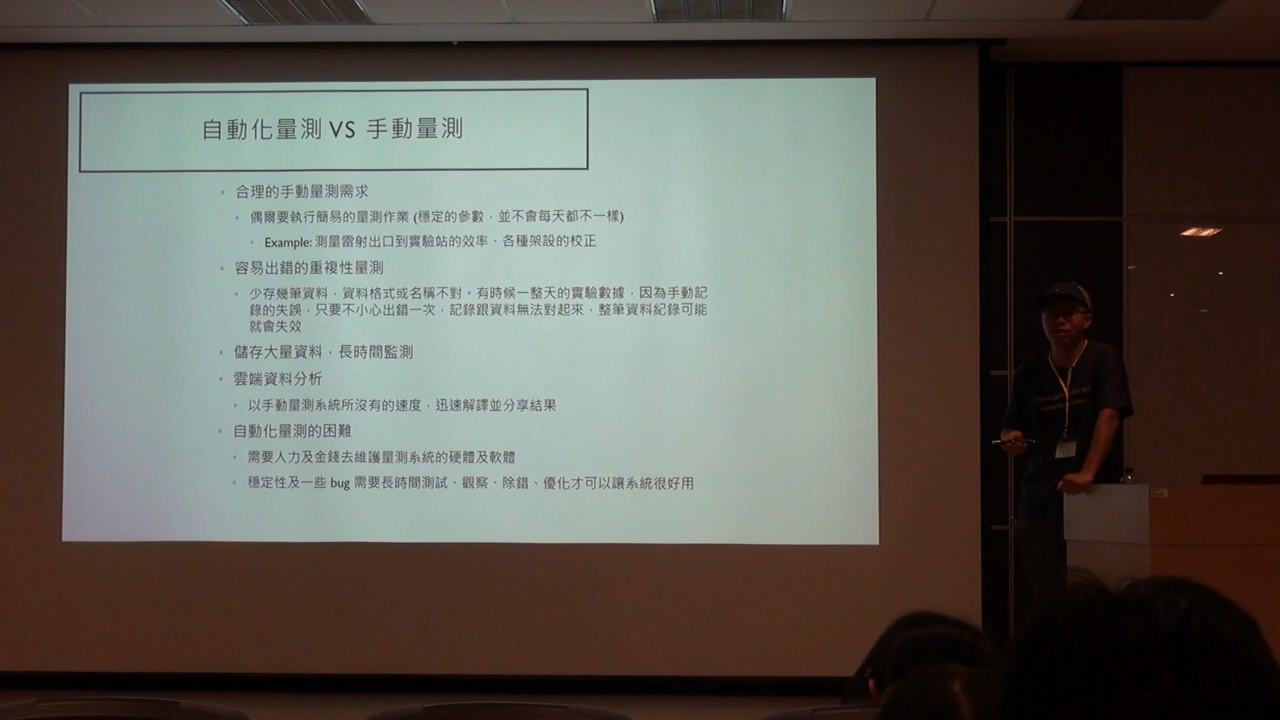 自動化量測 VS 手動量測
合理的手動量測需求
偶爾要執行簡易的量測作業 (穩定的參數，並不會每天都不一樣)
Example: 測量雷射出口到實驗站的效率、各種架設的校正
容易出錯的重複性量測
少存幾筆資料，資料格式或名稱不對。有時候一整天的實驗數據，因為手動記
錄的失誤，只要不小心出錯一次，記錄跟資料無法對起來，整筆資料紀錄可能
就會失效
儲存大量資料，長時間監測
雲端資料分析
以手動量測系統所沒有的速度，迅速解譯並分享結果
自動化量測的困難
需要人力及金錢去維護量測系統的硬體及軟體
穩定性及一些 bug 需要長時間測試、觀察、除錯、優化才可以讓系統很好用